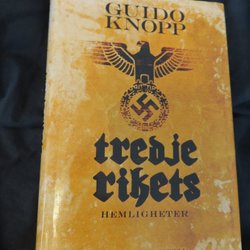 GUIDO
KNOPP
tredje
rikets
HEMLIGHETER